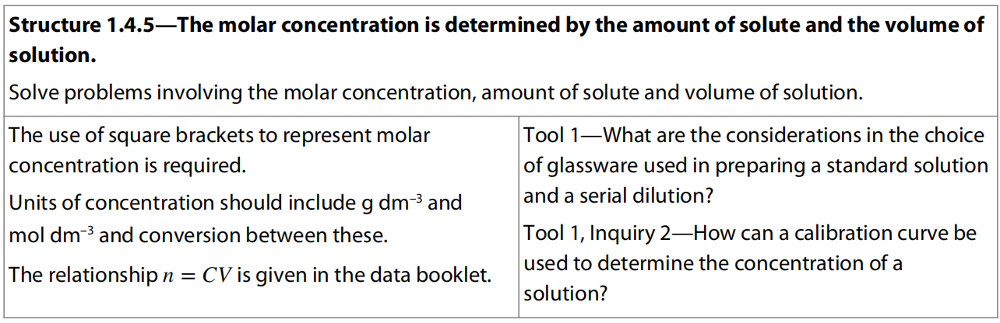 Structure 1.4.5—The molar concentration is determined by the amount of solute and the volume of
solution.
Solve problems involving the molar concentration, amount of solute and volume of solution.
The use of square brackets to represent molar
concentration is required.
Units of concentration should include g dm⁻³ and
mol dm⁻³ and conversion between these.
The relationship n = CV is given in the data booklet.
Tool 1—What are the considerations in the choice
of glassware used in preparing a standard solution
and a serial dilution?
Tool 1, Inquiry 2—How can a calibration curve be
used to determine the concentration of a
solution?